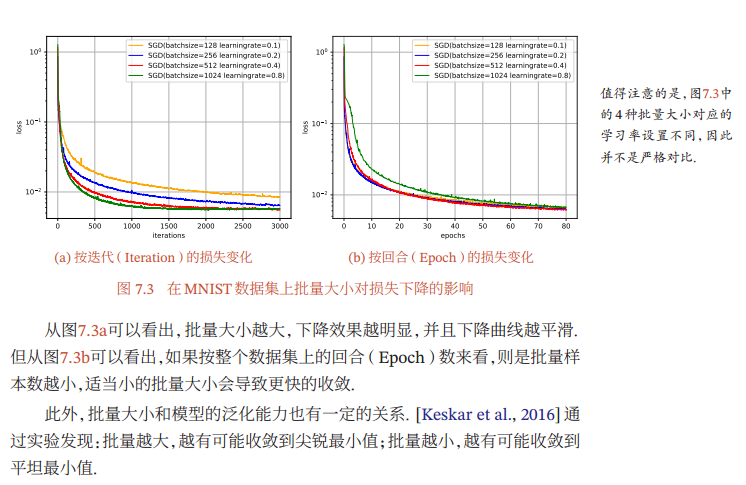 SGD(batchsize=128 learningrate=0.1)
SGD(batchsize=256 learningrate=0.2)
SGD(batchsize=512 learningrate=0.4)
SGD(batchsize=1024 learningrate=0.8)
10⁰
10⁻¹
10⁻²
loss
0 500 1000 1500 2000 2500 3000
iterations
(a) 按迭代 ( Iteration ) 的损失变化
SGD(batchsize=128 learningrate=0.1)
SGD(batchsize=256 learningrate=0.2)
SGD(batchsize=512 learningrate=0.4)
SGD(batchsize=1024 learningrate=0.8)
10⁰
10⁻¹
10⁻²
loss
0 10 20 30 40 50 60 70 80
epochs
(b) 按回合 ( Epoch ) 的损失变化
图 7.3 在 MNIST 数据集上批量大小对损失下降的影响
值得注意的是,图7.3中
的 4 种批量大小对应的
学习率设置不同,因此
并不是严格对比.
从图7.3a可以看出,批量大小越大,下降效果越明显,并且下降曲线越平滑.
但从图7.3b可以看出,如果按整个数据集上的回合 ( Epoch ) 数来看,则是批量样
本数越小,适当小的批量大小会导致更快的收敛.
此外,批量大小和模型的泛化能力也有一定的关系. [Keskar et al., 2016] 通
过实验发现:批量越大,越有可能收敛到尖锐最小值;批量越小,越有可能收敛到
平坦最小值.